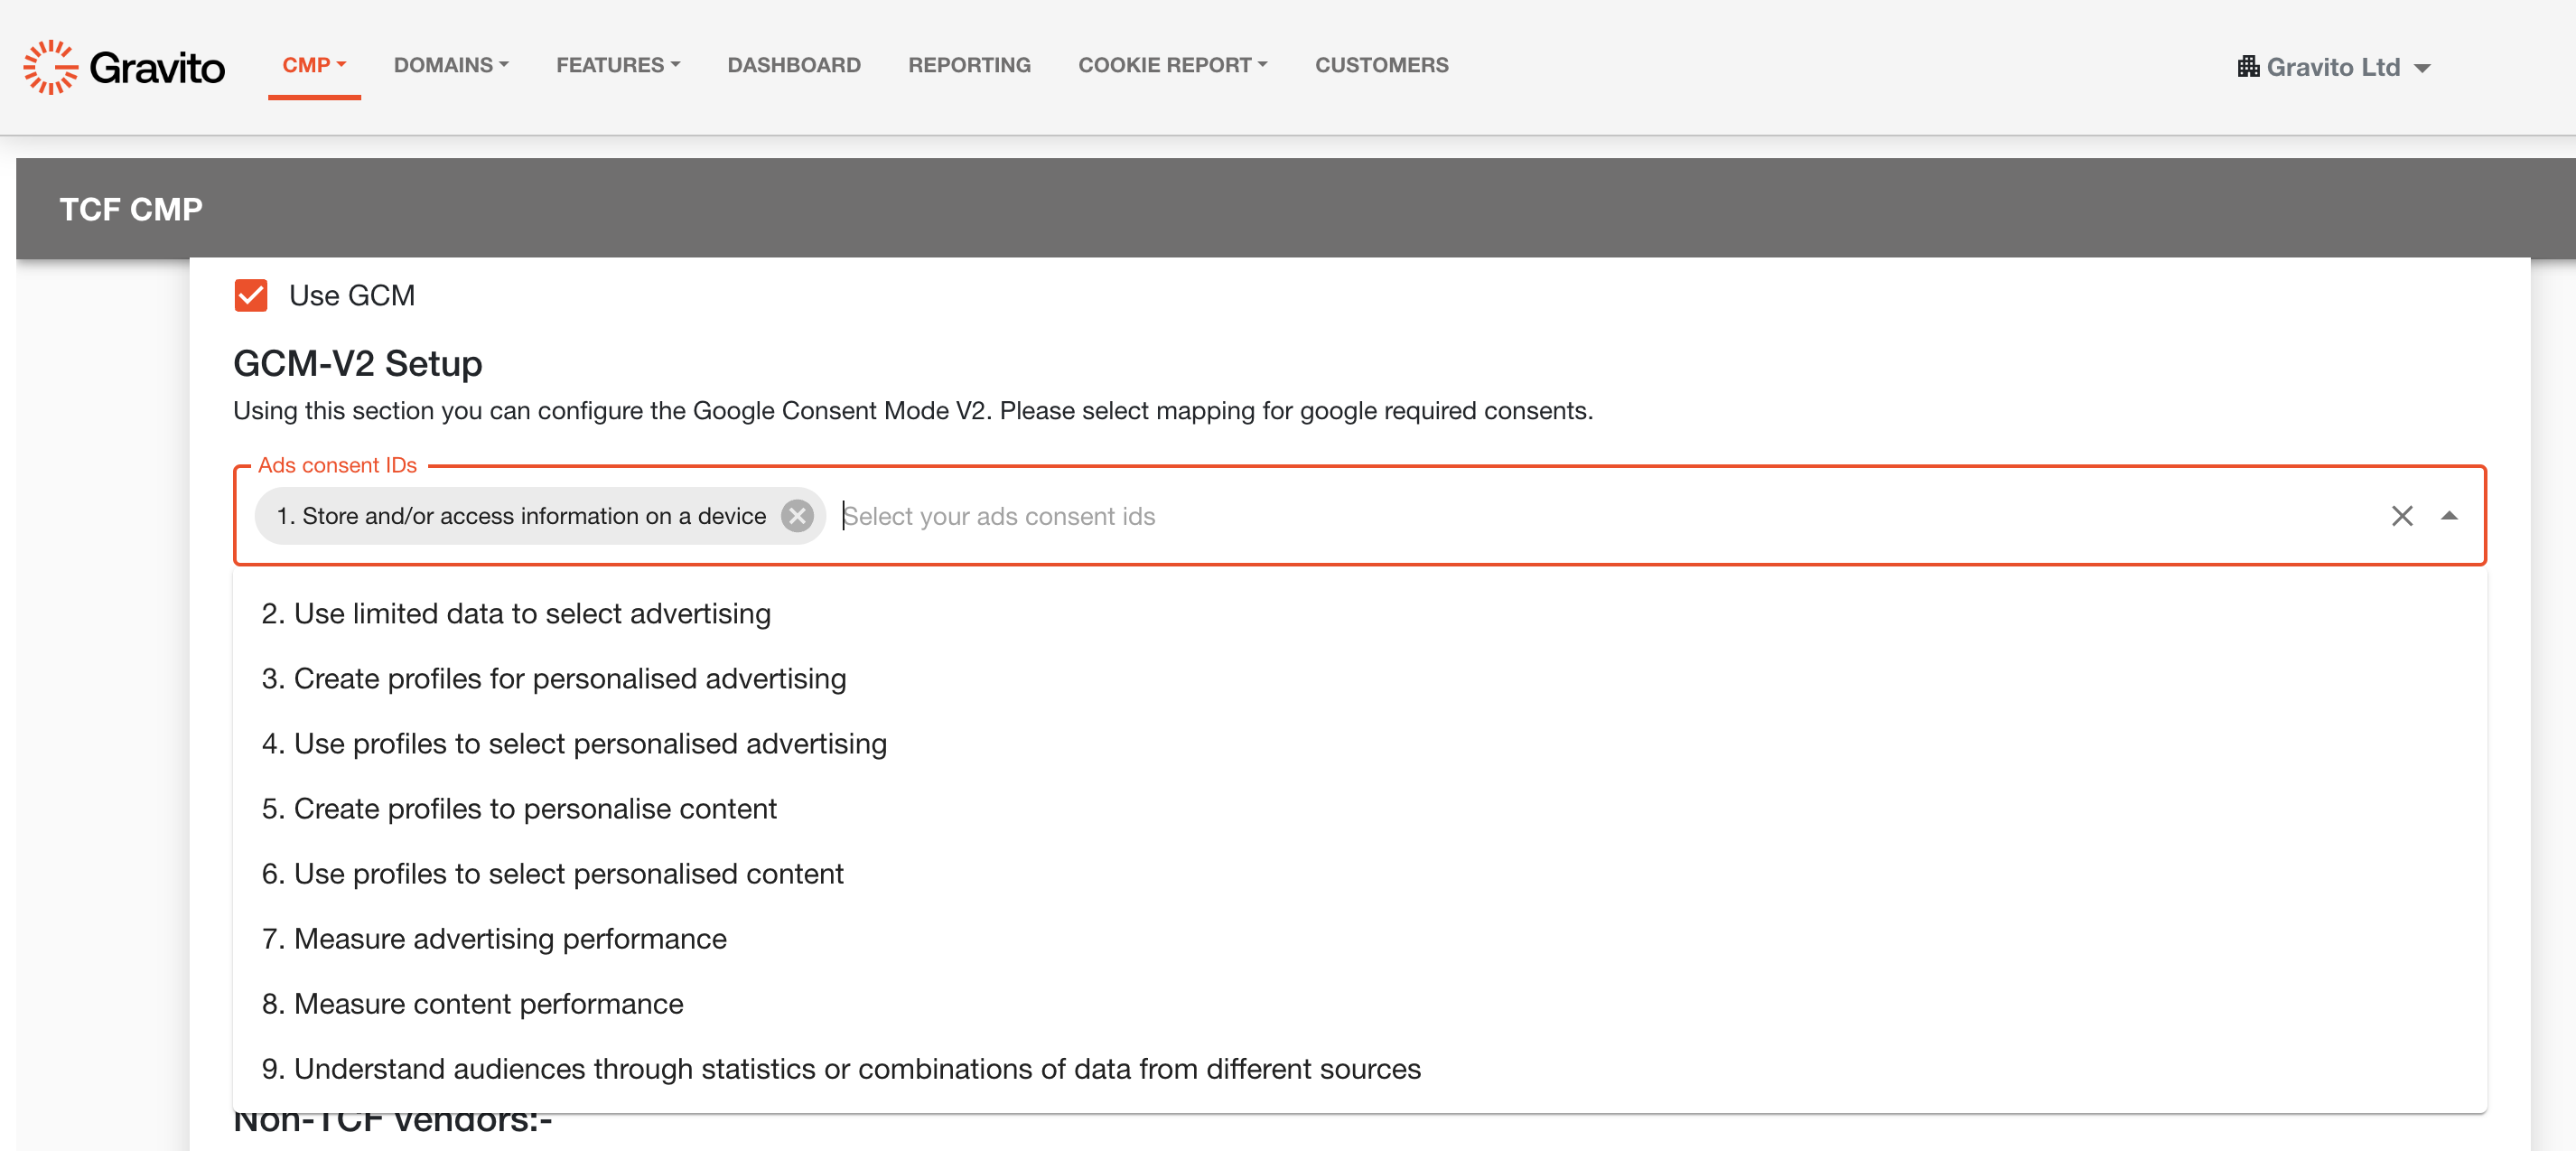 Gravito
CMP
DOMAINS
FEATURES
DASHBOARD
REPORTING
COOKIE REPORT
CUSTOMERS
Gravito Ltd
TCF CMP
Use GCM
GCM-V2 Setup
Using this section you can configure the Google Consent Mode V2. Please select mapping for google required consents.
Ads consent IDs
1. Store and/or access information on a device
Select your ads consent ids
2. Use limited data to select advertising
3. Create profiles for personalised advertising
4. Use profiles to select personalised advertising
5. Create profiles to personalise content
6. Use profiles to select personalised content
7. Measure advertising performance
8. Measure content performance
9. Understand audiences through statistics or combinations of data from different sources
Non-TCF Vendors:-